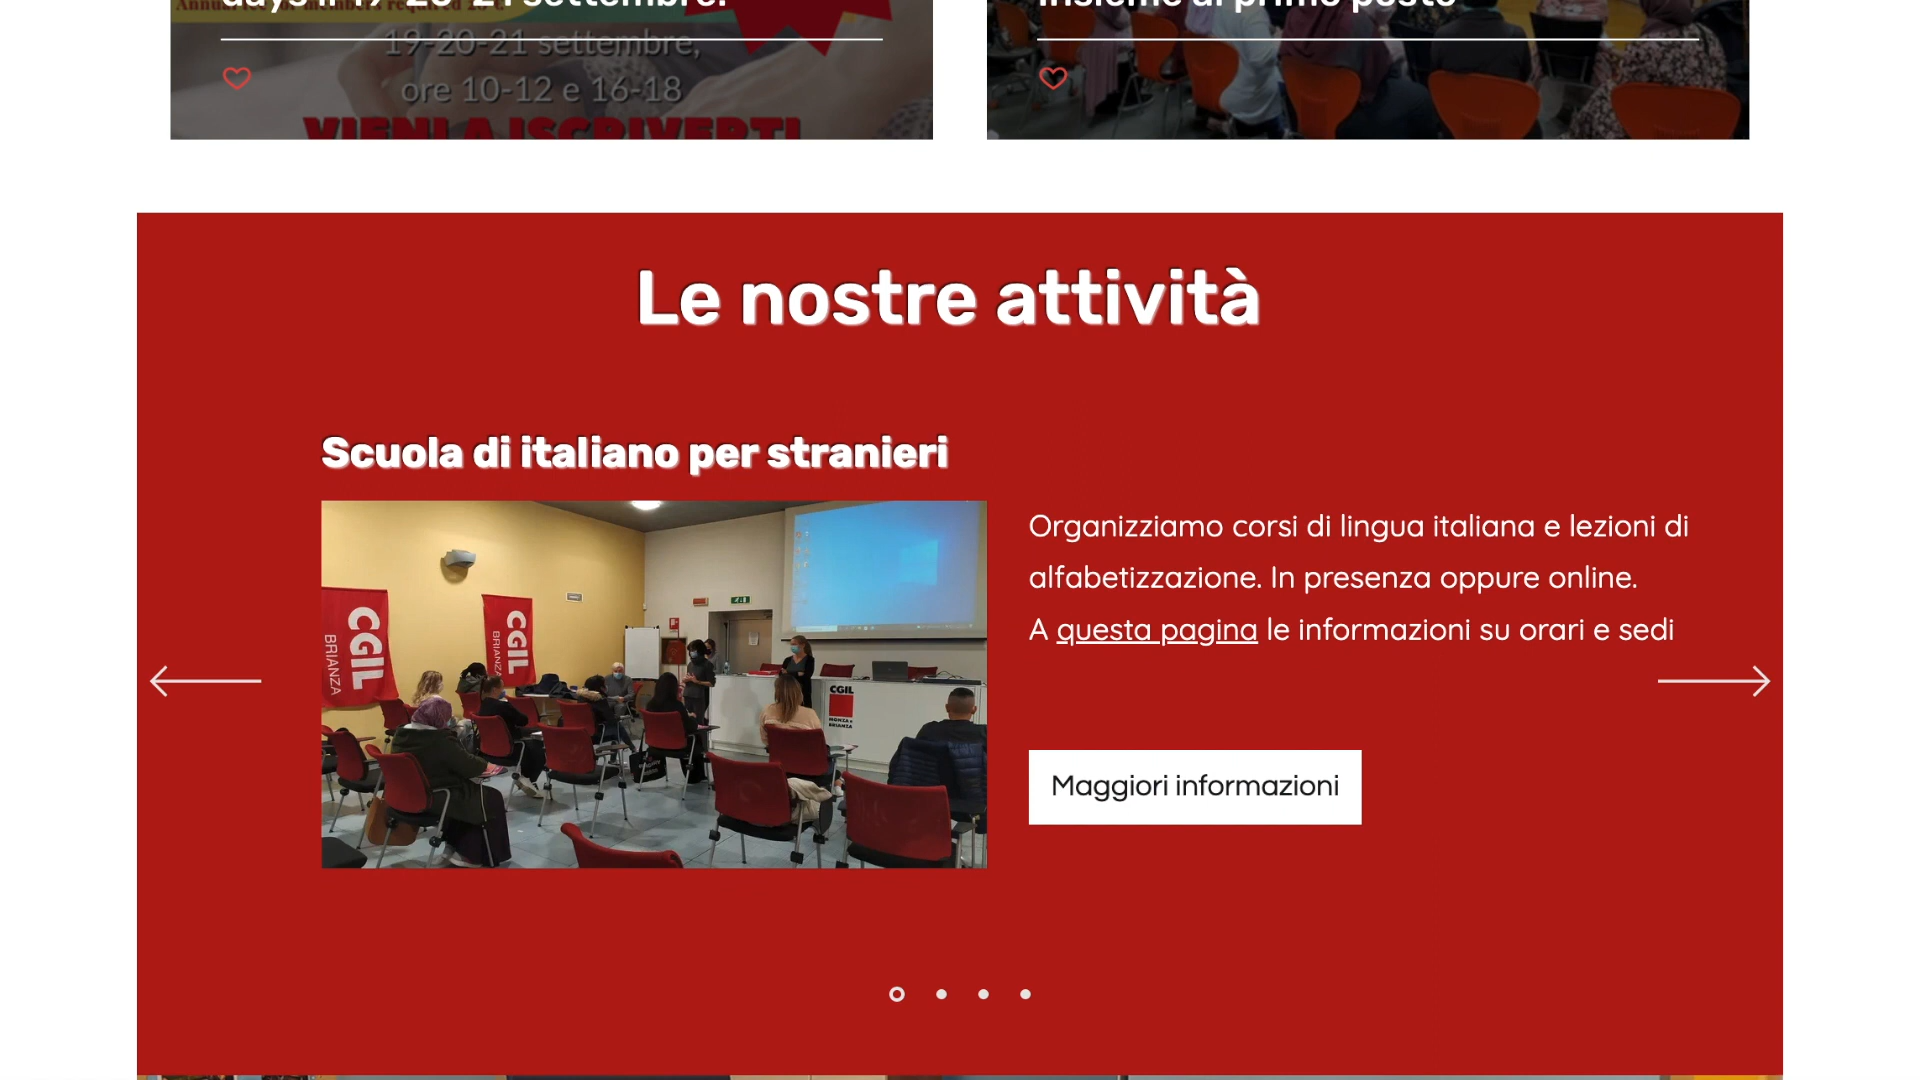 days il 19-20-21 settembre!
19-20-21 settembre,
ore 10-12 e 16-18
VIENI A ISCRIVERTI
insieme al primo posto
Le nostre attività
Scuola di italiano per stranieri
CGIL
BRIANZA
CGIL
BRIANZA
CGIL
MONZA e
BRIANZA
Organizziamo corsi di lingua italiana e lezioni di
alfabetizzazione. In presenza oppure online.
A questa pagina le informazioni su orari e sedi
Maggiori informazioni